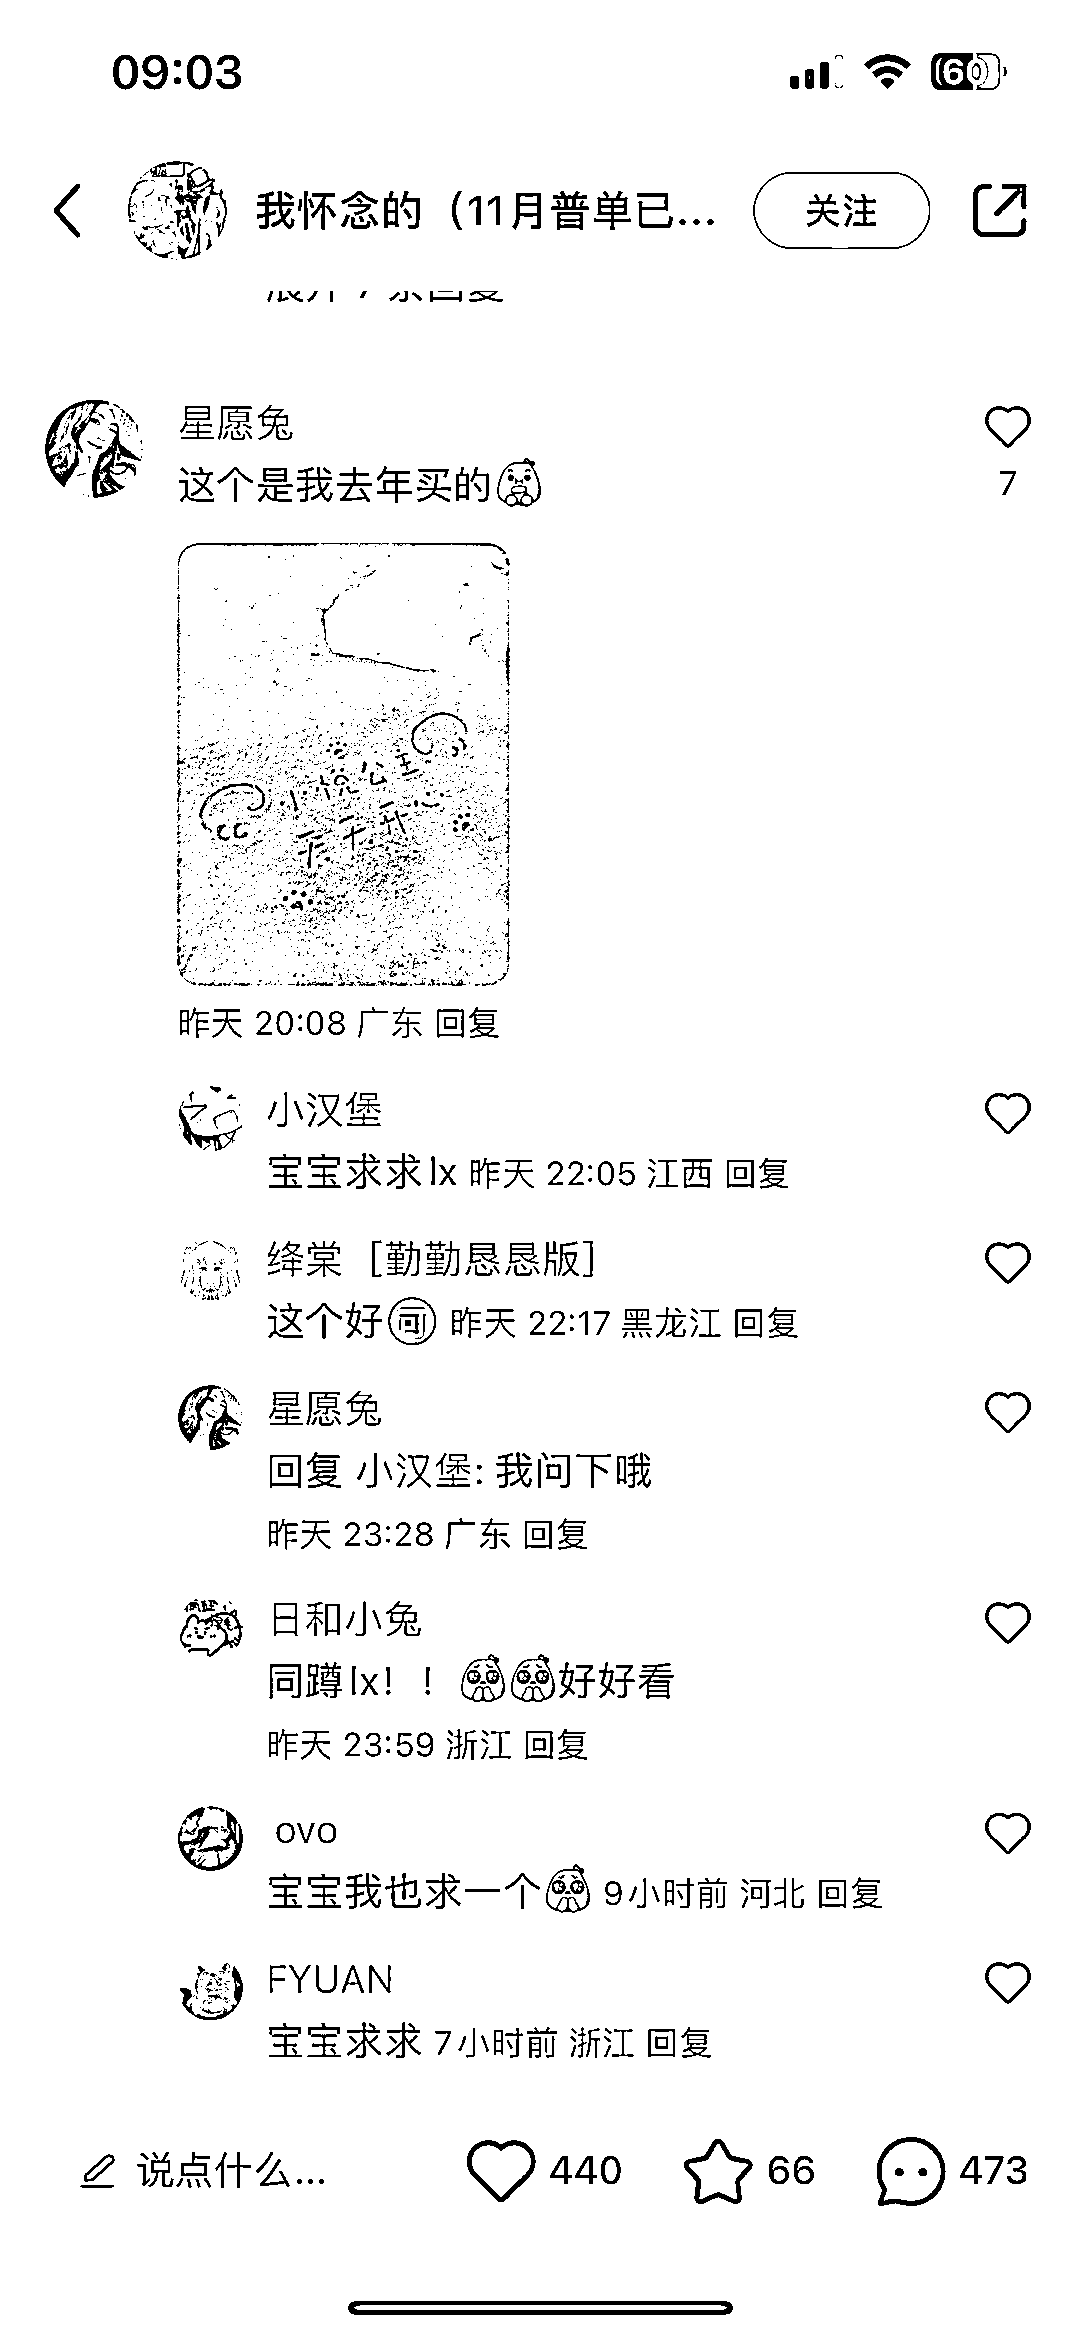 09:03
60
我怀念的（11月普单已...
关注
星愿兔
这个是我去年买的
7
小悦公主
天天开心
昨天 20:08 广东 回复
小汉堡
宝宝求求lx 昨天 22:05 江西 回复
绛棠［勤勤恳恳版］
这个好可 昨天 22:17 黑龙江 回复
星愿兔
回复 小汉堡: 我问下哦
昨天 23:28 广东 回复
日和小兔
同蹲lx！！好好看
昨天 23:59 浙江 回复
ovo
宝宝我也求一个 9小时前 河北 回复
FYUAN
宝宝求求 7小时前 浙江 回复
说点什么...
440
66
473